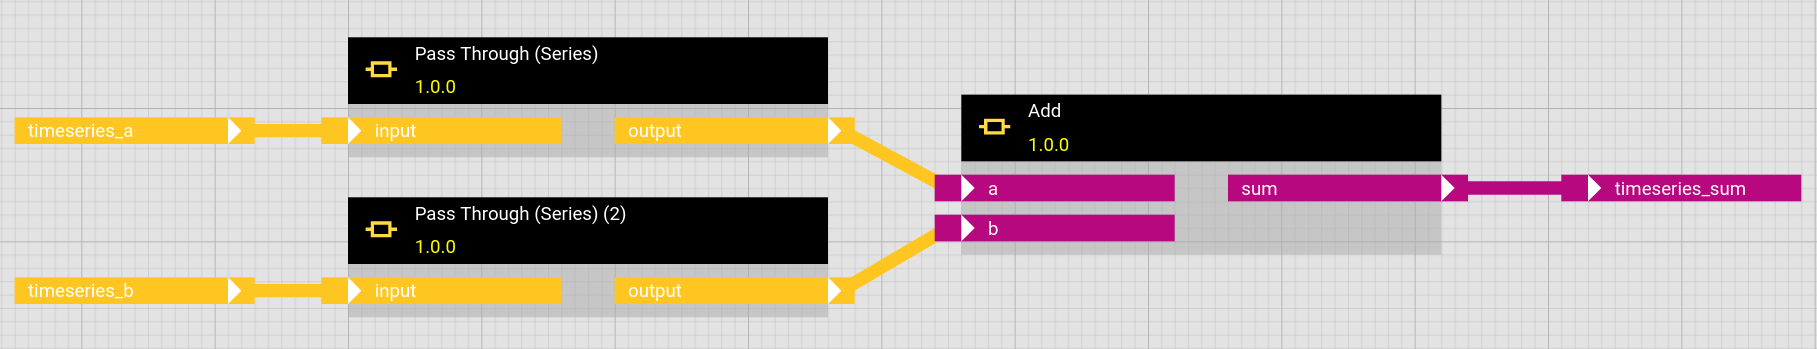 Pass Through (Series)
1.0.0
timeseries_a
input
output
Pass Through (Series) (2)
1.0.0
timeseries_b
input
output
Add
1.0.0
a
sum
b
timeseries_sum